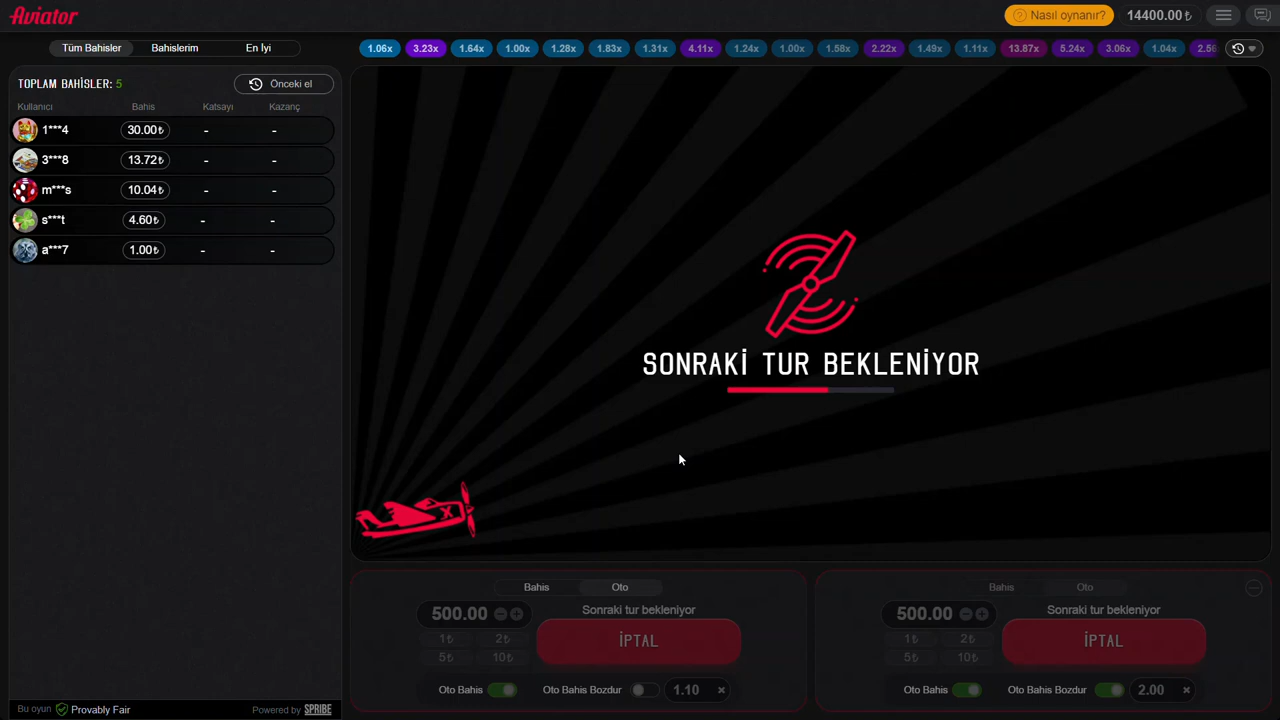 Aviator
Nasıl oynanır? 14400.00₺
Tüm Bahisler Bahislerim En İyi
1.06x 3.23x 1.64x 1.00x 1.28x 1.83x 1.31x 4.11x 1.24x 1.00x 1.58x 2.22x 1.49x 1.11x 13.87x 5.24x 3.06x 1.04x 2.56
TOPLAM BAHİSLER: 5 Önceki el
Kullanıcı Bahis Katsayı Kazanç
1***4 30.00₺ - -
3***8 13.72₺ - -
m***s 10.04₺ - -
s***t 4.60₺ - -
a***7 1.00₺ - -
SONRAKİ TUR BEKLENİYOR
X
Bahis Oto
500.00
Sonraki tur bekleniyor
1₺ 2₺
5₺ 10₺
İPTAL
Oto Bahis Oto Bahis Bozdur 1.10 ×
Bahis Oto
500.00
Sonraki tur bekleniyor
1₺ 2₺
5₺ 10₺
İPTAL
Oto Bahis Oto Bahis Bozdur 2.00 ×
Bu oyun Provably Fair Powered by SPRIBE